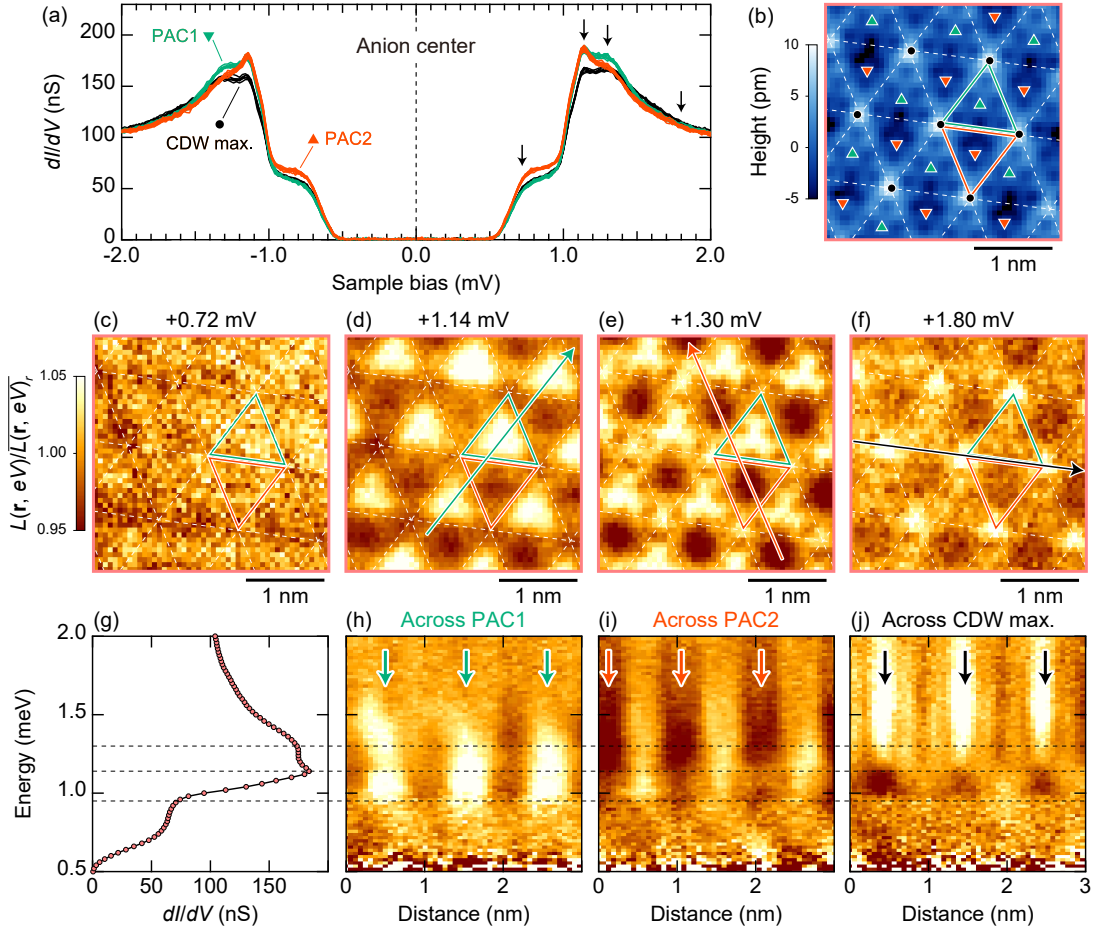 (a)
200
150
100
50
0
dI/dV (nS)
PAC1 ▼
CDW max.
▲ PAC2
Anion center
-2.0 -1.0 0.0 1.0 2.0
Sample bias (mV)
(b)
10
5
0
-5
Height (pm)
1 nm
(c) +0.72 mV
(d) +1.14 mV
(e) +1.30 mV
(f) +1.80 mV
1.05
1.00
0.95
L(r, eV)/L(r, eV)r
1 nm 1 nm 1 nm 1 nm
(g)
(h) Across PAC1
(i) Across PAC2
(j) Across CDW max.
2.0
1.5
1.0
0.5
Energy (meV)
0 50 100 150
dI/dV (nS)
0 1 2
Distance (nm)
0 1 2
Distance (nm)
0 1 2 3
Distance (nm)